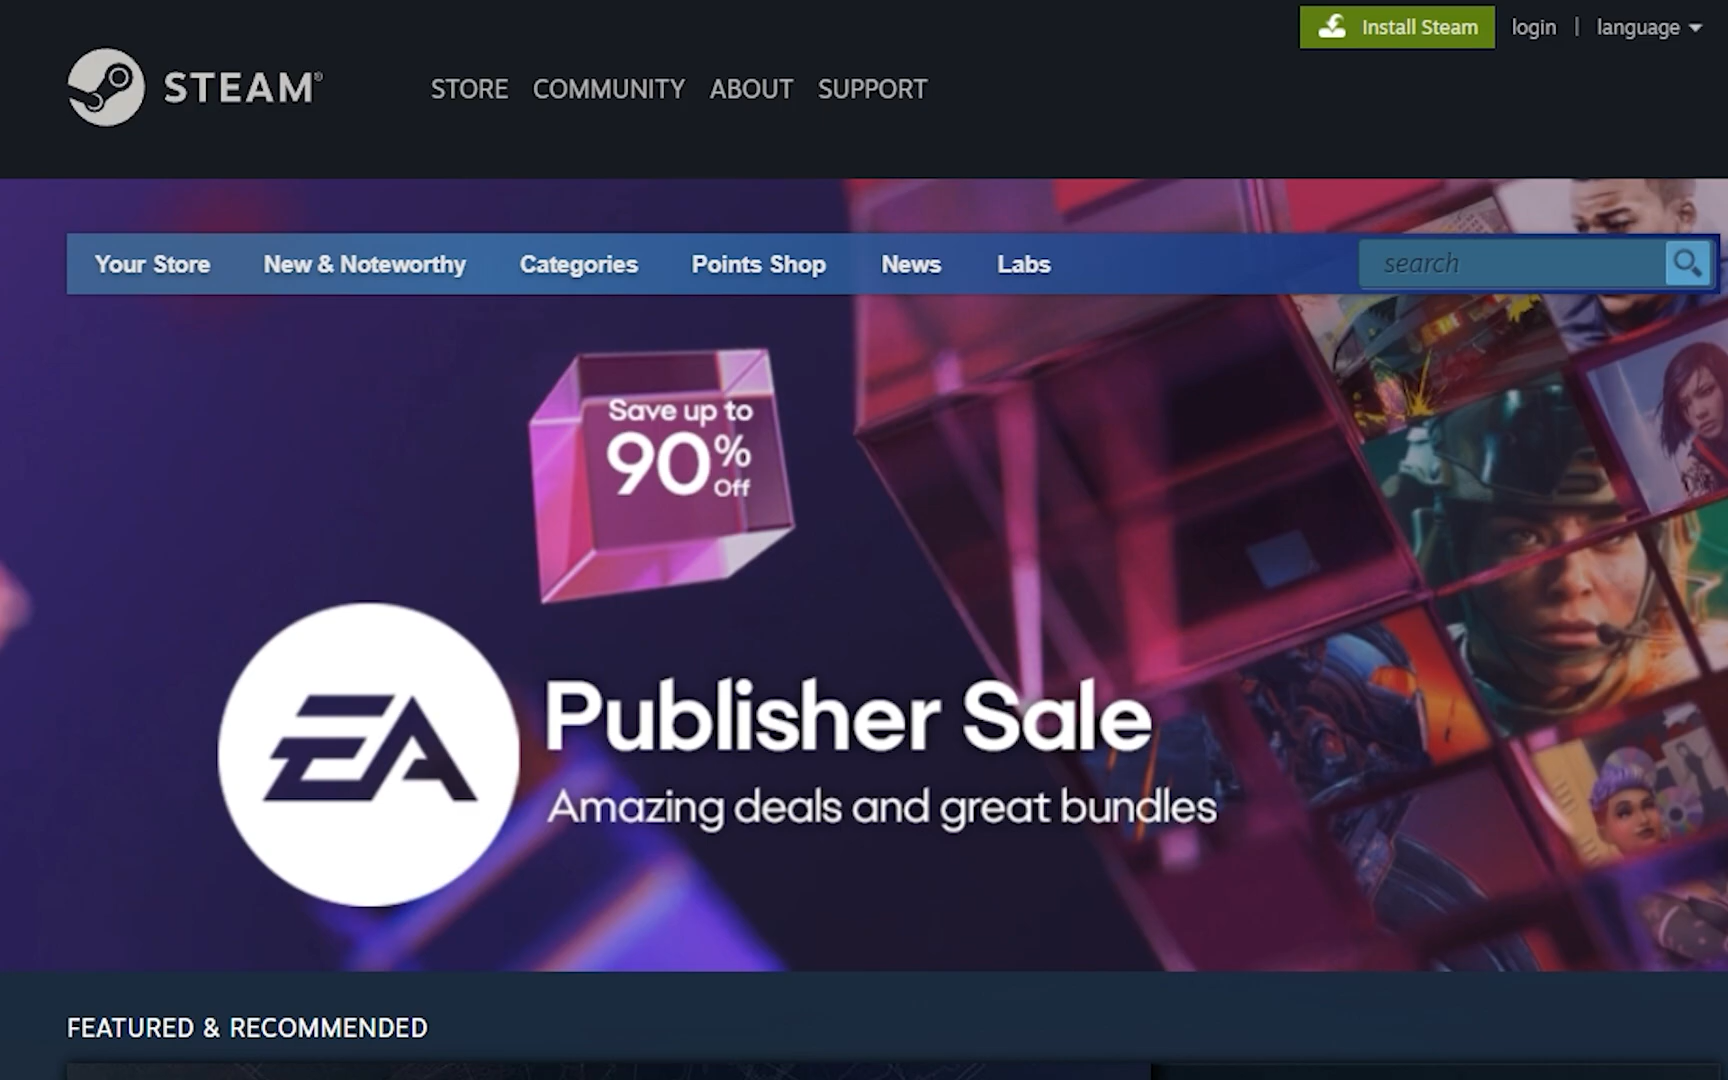 Install Steam login | language
STEAM® STORE COMMUNITY ABOUT SUPPORT
Your Store New & Noteworthy Categories Points Shop News Labs search
Save up to
90%
Off
EA Publisher Sale
Amazing deals and great bundles
FEATURED & RECOMMENDED